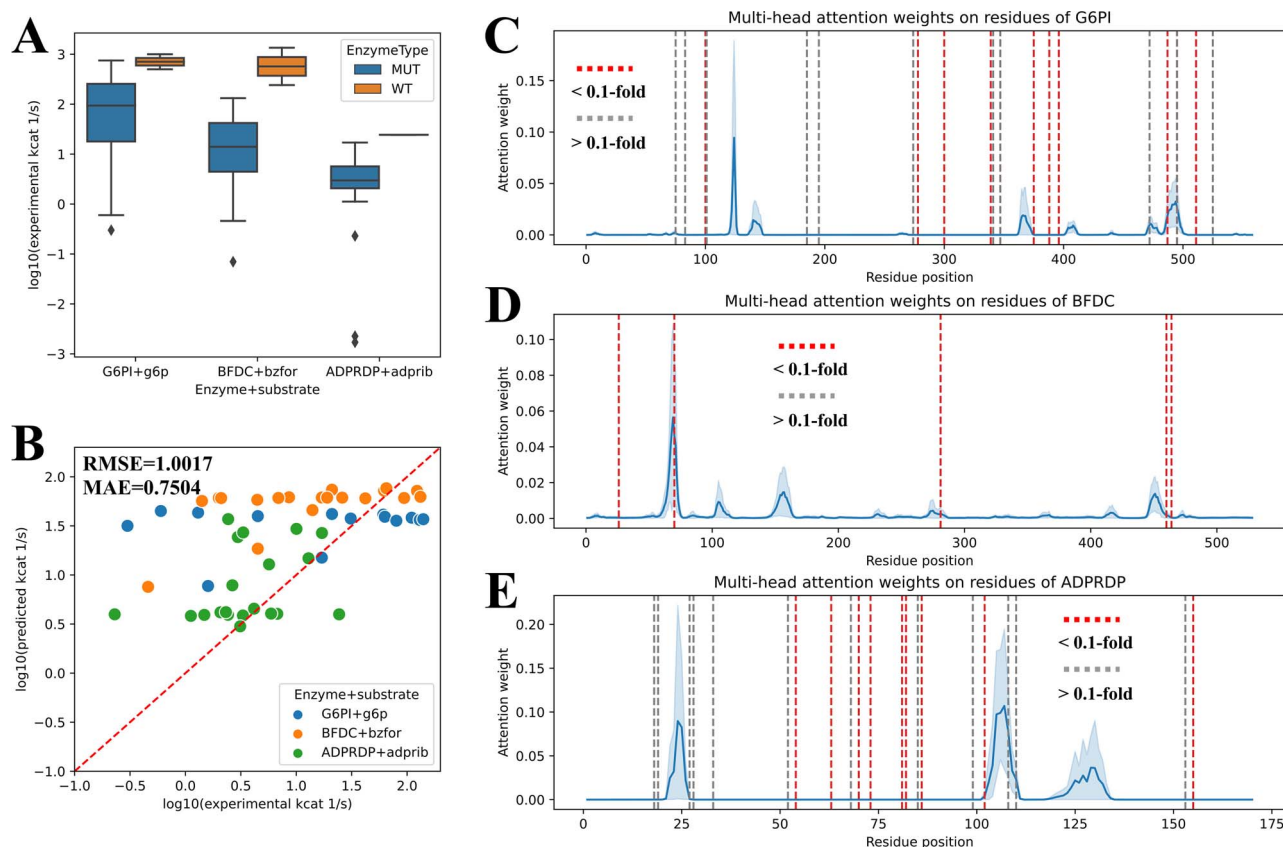 A
EnzymeType
MUT
WT
log10(experimental kcat 1/s)
3
2
1
0
−1
−2
−3
G6PI+g6p
BFDC+bzfor
ADPRDP+adprib
Enzyme+substrate
B
RMSE=1.0017
MAE=0.7504
log10(predicted kcat 1/s)
2.0
1.5
1.0
0.5
0.0
−0.5
−1.0
Enzyme+substrate
G6PI+g6p
BFDC+bzfor
ADPRDP+adprib
−1.0 −0.5 0.0 0.5 1.0 1.5 2.0
log10(experimental kcat 1/s)
C
Multi-head attention weights on residues of G6PI
< 0.1-fold
> 0.1-fold
Attention weight
0.15
0.10
0.05
0.00
0 100 200 300 400 500
Residue position
D
Multi-head attention weights on residues of BFDC
< 0.1-fold
> 0.1-fold
Attention weight
0.10
0.08
0.06
0.04
0.02
0.00
0 100 200 300 400 500
Residue position
E
Multi-head attention weights on residues of ADPRDP
< 0.1-fold
> 0.1-fold
Attention weight
0.20
0.15
0.10
0.05
0.00
0 25 50 75 100 125 150 175
Residue position